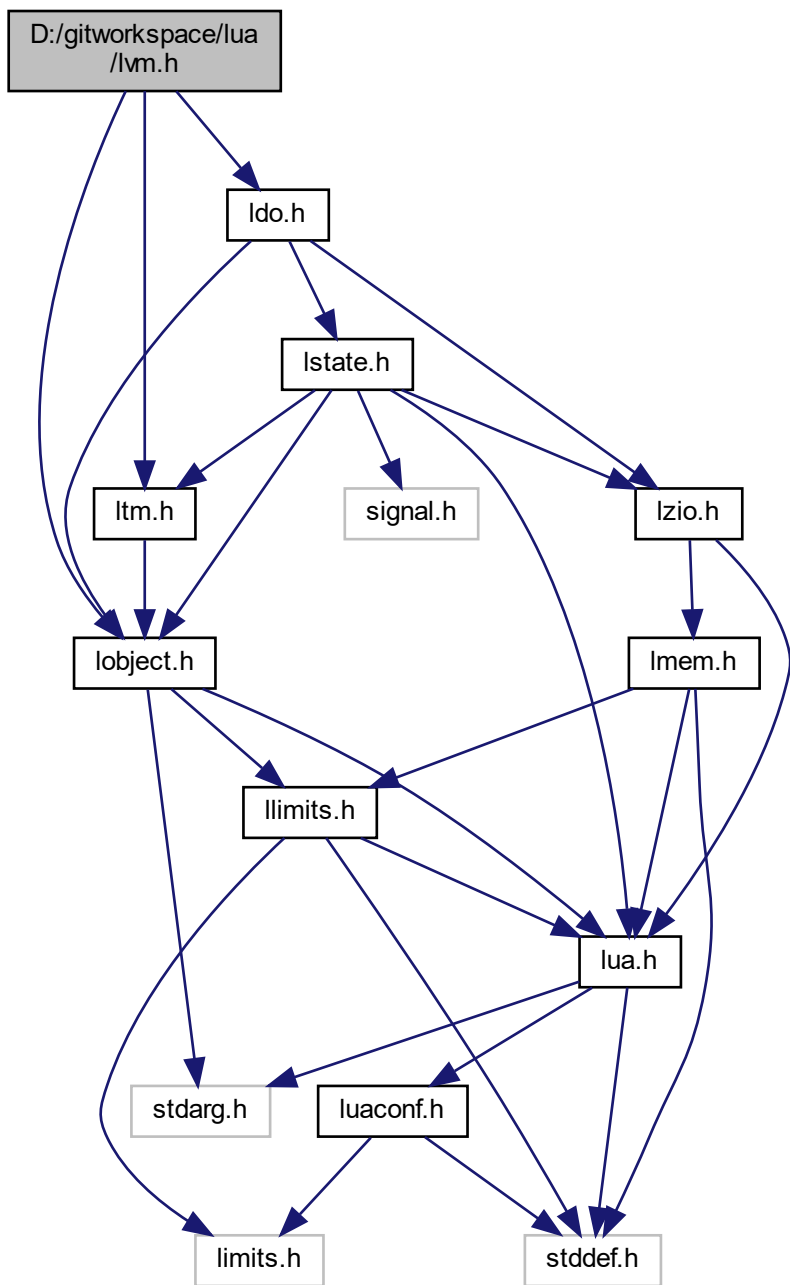 D:/gitworkspace/lua
/lvm.h
ldo.h
lstate.h
ltm.h
signal.h
lzio.h
lobject.h
lmem.h
llimits.h
lua.h
stdarg.h
luaconf.h
limits.h
stddef.h